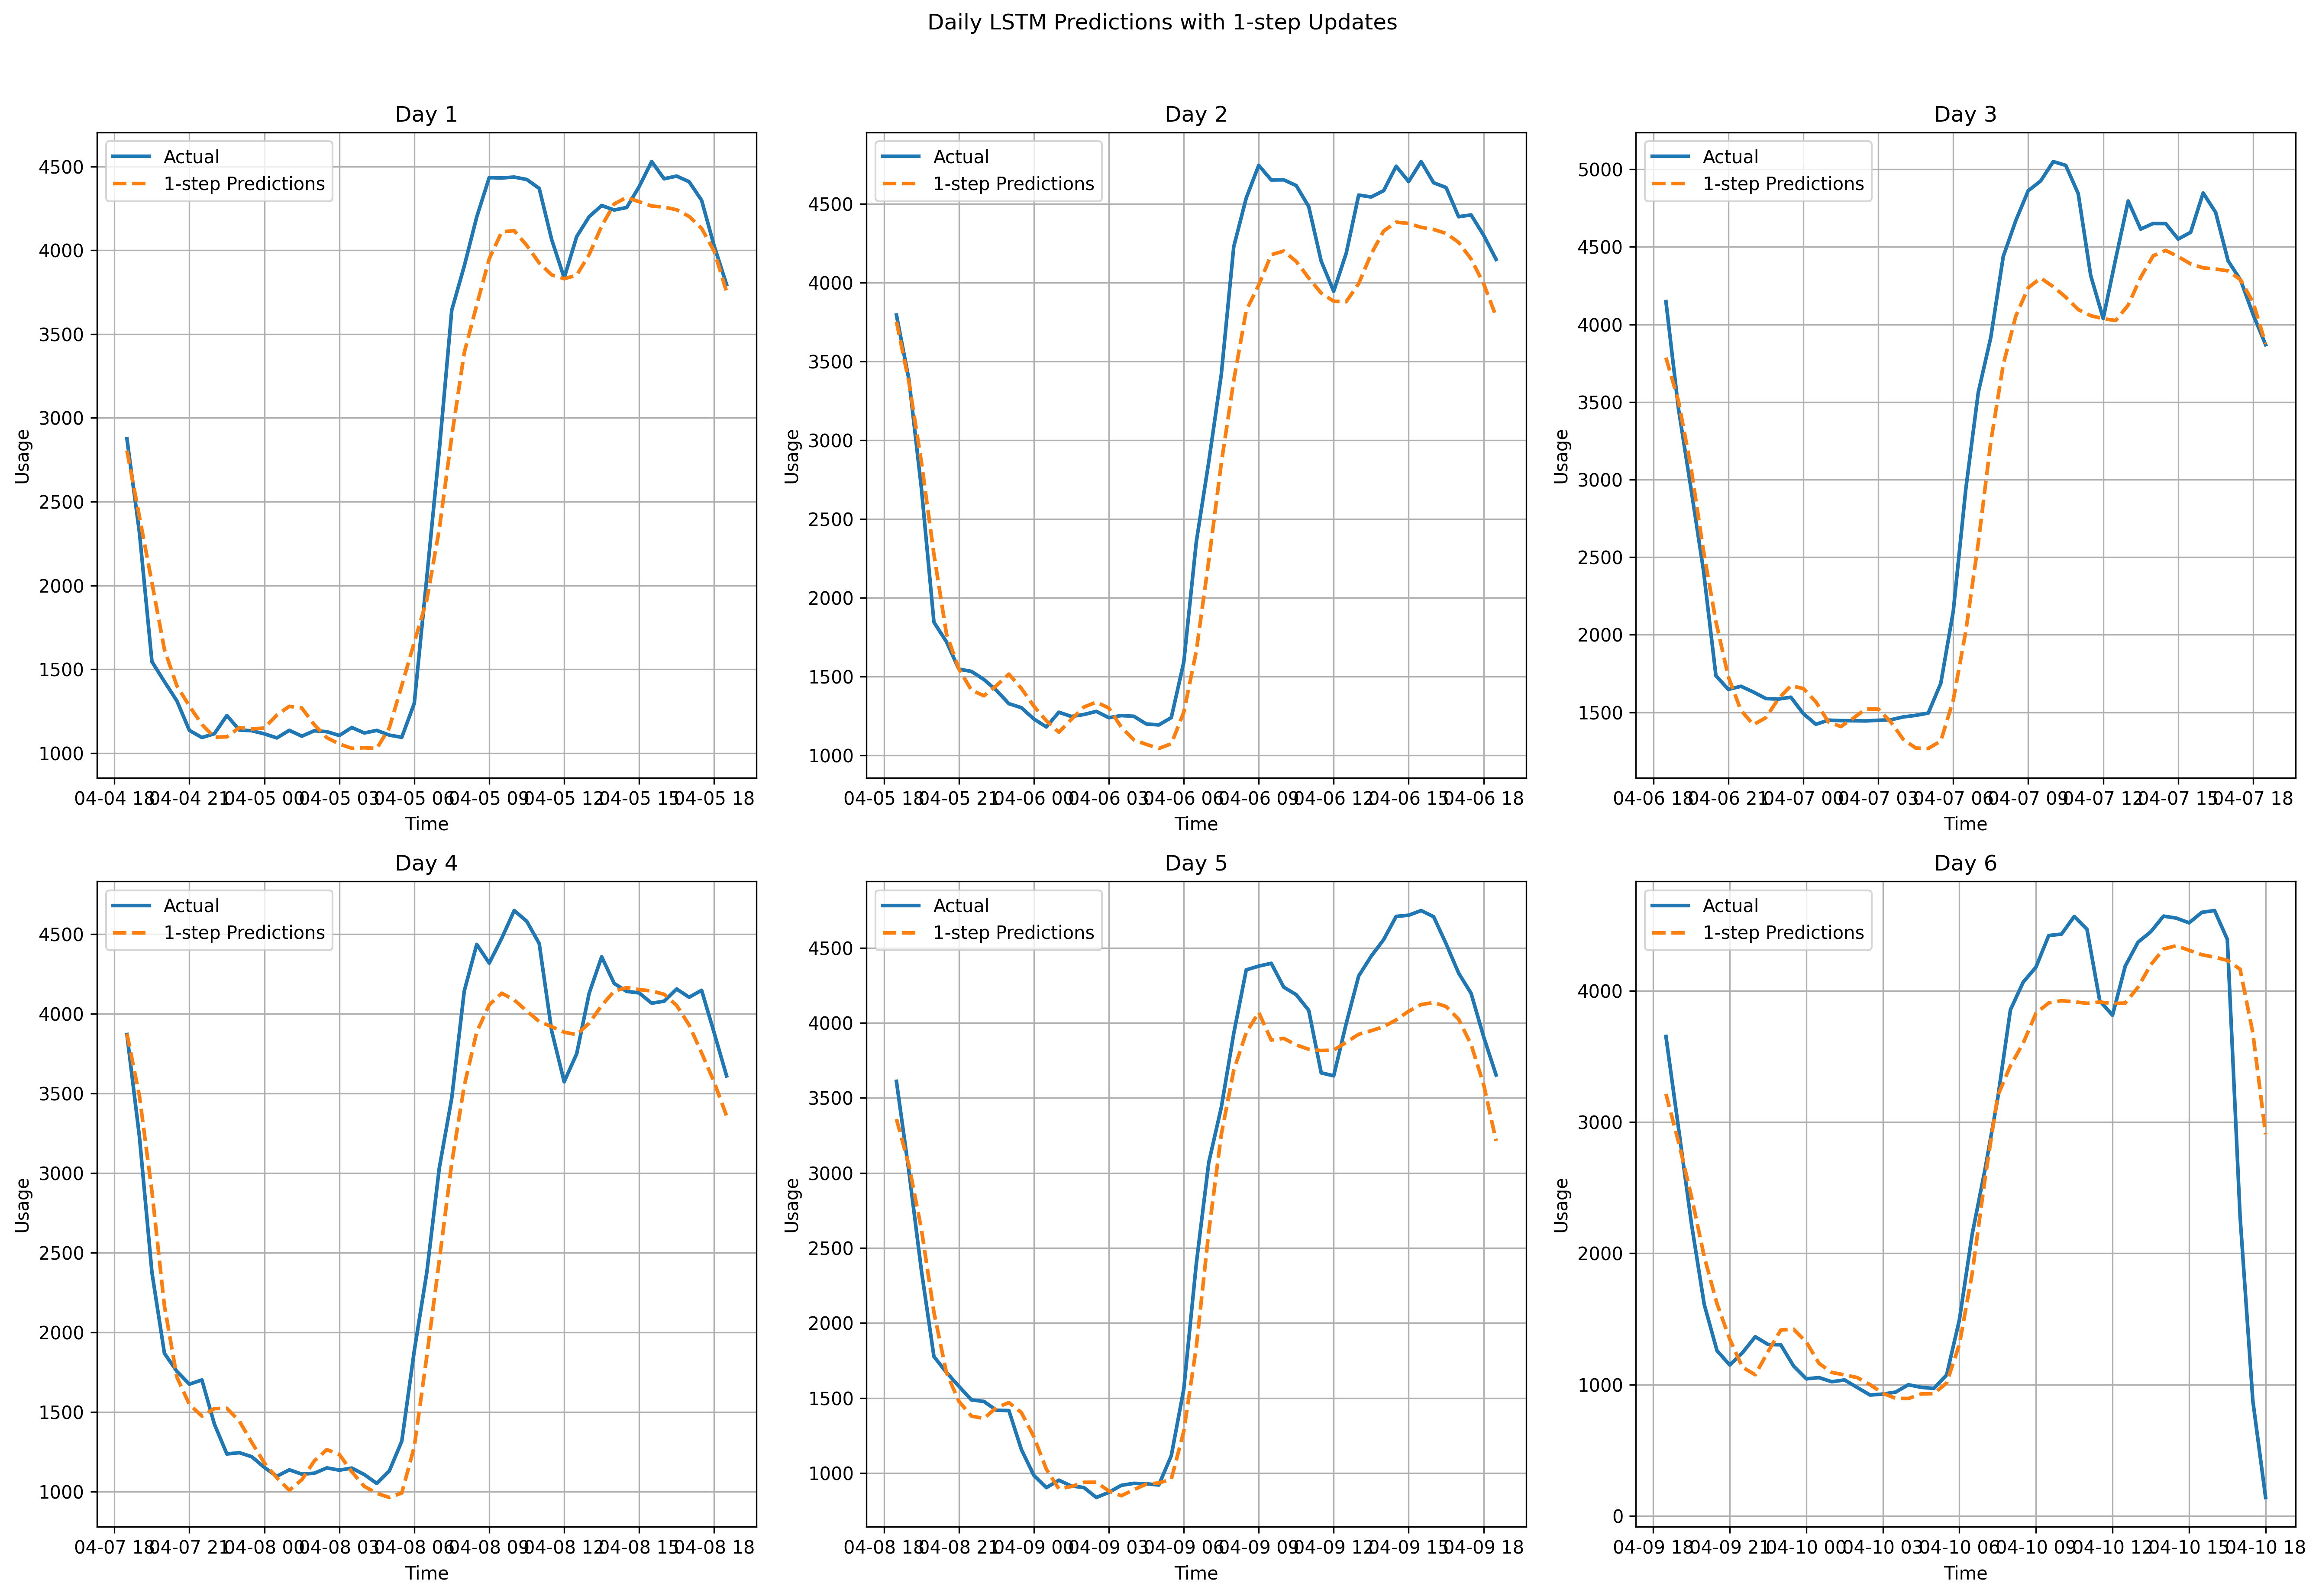 Daily LSTM Predictions with 1-step Updates
Day 1
Actual
1-step Predictions
4500
4000
3500
3000
2500
2000
1500
1000
Usage
04-04 18 04-04 21 04-05 00 04-05 03 04-05 06 04-05 09 04-05 12 04-05 15 04-05 18
Time
Day 2
Actual
1-step Predictions
4500
4000
3500
3000
2500
2000
1500
1000
Usage
04-05 18 04-05 21 04-06 00 04-06 03 04-06 06 04-06 09 04-06 12 04-06 15 04-06 18
Time
Day 3
Actual
1-step Predictions
5000
4500
4000
3500
3000
2500
2000
1500
Usage
04-06 18 04-06 21 04-07 00 04-07 03 04-07 06 04-07 09 04-07 12 04-07 15 04-07 18
Time
Day 4
Actual
1-step Predictions
4500
4000
3500
3000
2500
2000
1500
1000
Usage
04-07 18 04-07 21 04-08 00 04-08 03 04-08 06 04-08 09 04-08 12 04-08 15 04-08 18
Time
Day 5
Actual
1-step Predictions
4500
4000
3500
3000
2500
2000
1500
1000
Usage
04-08 18 04-08 21 04-09 00 04-09 03 04-09 06 04-09 09 04-09 12 04-09 15 04-09 18
Time
Day 6
Actual
1-step Predictions
4000
3000
2000
1000
0
Usage
04-09 18 04-09 21 04-10 00 04-10 03 04-10 06 04-10 09 04-10 12 04-10 15 04-10 18
Time